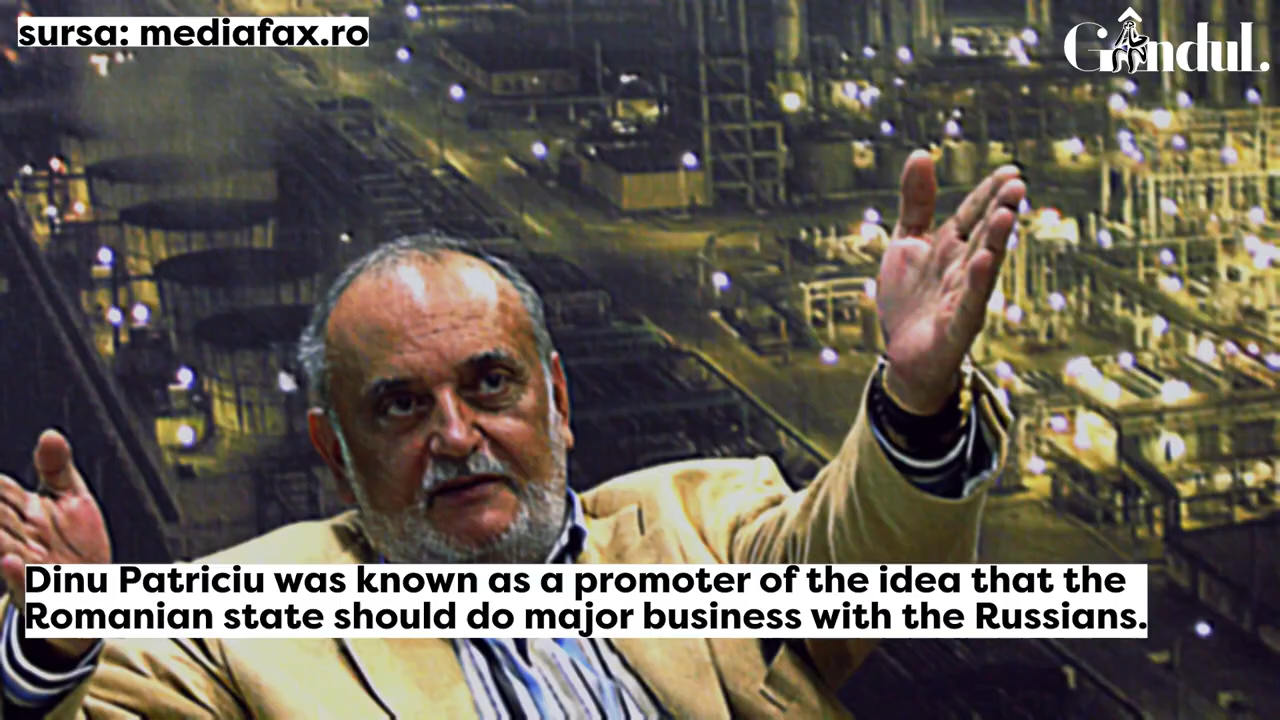 sursa: mediafax.ro
Gândul.
Dinu Patriciu was known as a promoter of the idea that the
Romanian state should do major business with the Russians.